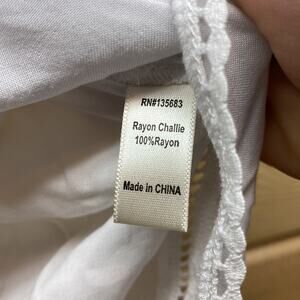 RN#135683
Rayon Challie
100%Rayon
Made in CHINA